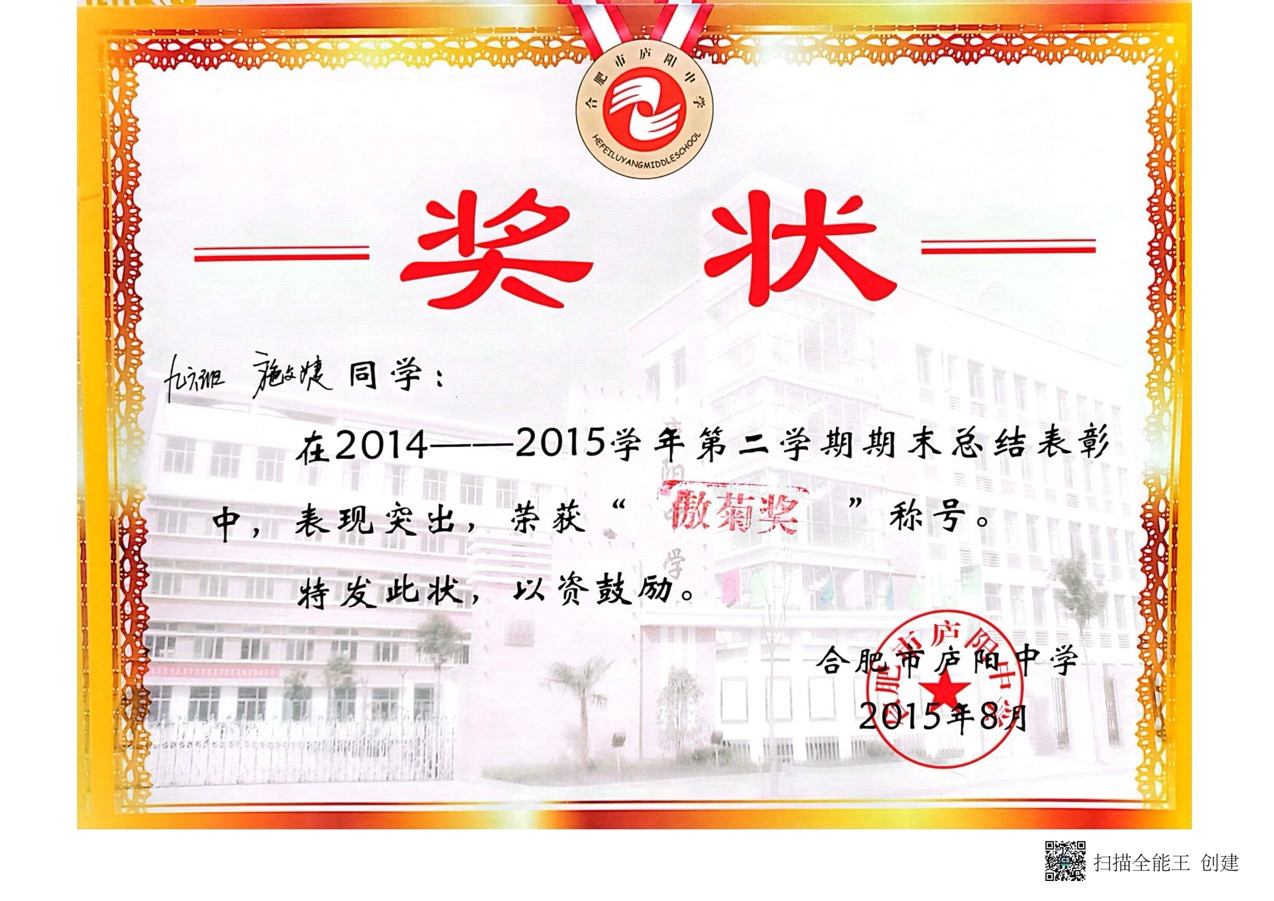 合肥市庐阳中学
HEFEILUYANGMIDDLESCHOOL
奖 状
九六班 施文婕 同学：
在2014——2015学年第二学期期末总结表彰
中，表现突出，荣获“ 傲菊奖 ”称号。
特发此状，以资鼓励。
合肥市庐阳中学
2015年8月
合肥市庐阳中学
扫描全能王 创建